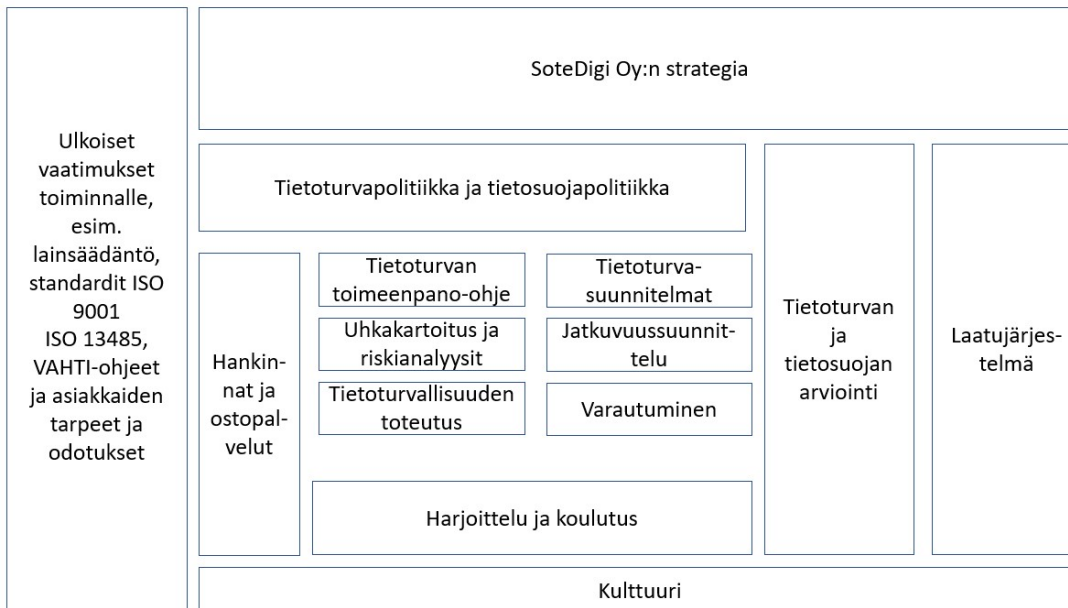 SoteDigi Oy:n strategia
Ulkoiset
vaatimukset
toiminnalle,
esim.
lainsäädäntö,
standardit ISO
9001
ISO 13485,
VAHTI-ohjeet
ja asiakkaiden
tarpeet ja
odotukset
Tietoturvapolitiikka ja tietosuojapolitiikka
Hankin-
nat ja
ostopal-
velut
Tietoturvan
toimeenpano-ohje
Tietoturva-
suunnitelmat
Uhkakartoitus ja
riskianalyysit
Jatkuvuussuunnit-
telu
Tietoturvallisuuden
toteutus
Varautuminen
Harjoittelu ja koulutus
Tietoturvan
ja
tietosuojan
arviointi
Laatujärjes-
telmä
Kulttuuri